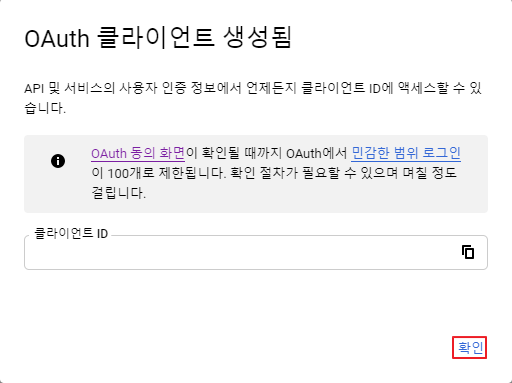 OAuth 클라이언트 생성됨
API 및 서비스의 사용자 인증 정보에서 언제든지 클라이언트 ID에 액세스할 수 있
습니다.
OAuth 동의 화면이 확인될 때까지 OAuth에서 민감한 범위 로그인
이 100개로 제한됩니다. 확인 절차가 필요할 수 있으며 며칠 정도
걸립니다.
클라이언트 ID
확인